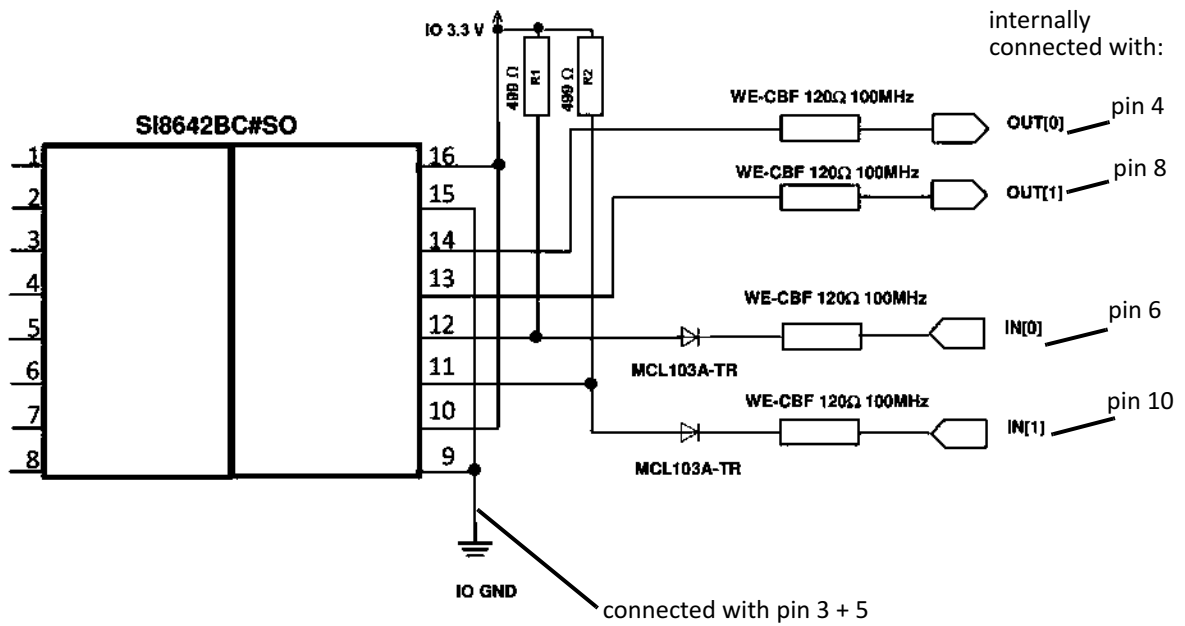 internally
connected with:
IO 3.3 V
499 Ω
R1
499 Ω
R2
WE-CBF 120Ω 100MHz
OUT[0]
pin 4
SI8642BC#SO
WE-CBF 120Ω 100MHz
OUT[1]
pin 8
1
16
2
15
3
14
4
13
WE-CBF 120Ω 100MHz
IN[0]
pin 6
5
12
MCL103A-TR
6
11
WE-CBF 120Ω 100MHz
IN[1]
pin 10
7
10
8
9
MCL103A-TR
IO GND
connected with pin 3 + 5